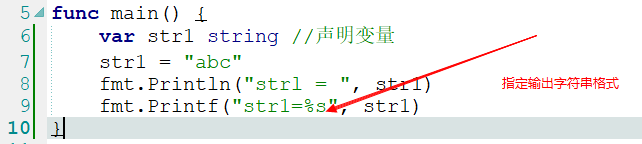 5 func main() {
6 var str1 string //声明变量
7 str1 = "abc"
8 fmt.Println("strl = ", str1)
9 fmt.Printf("str1=%s", str1)
指定输出字符串格式
10 }